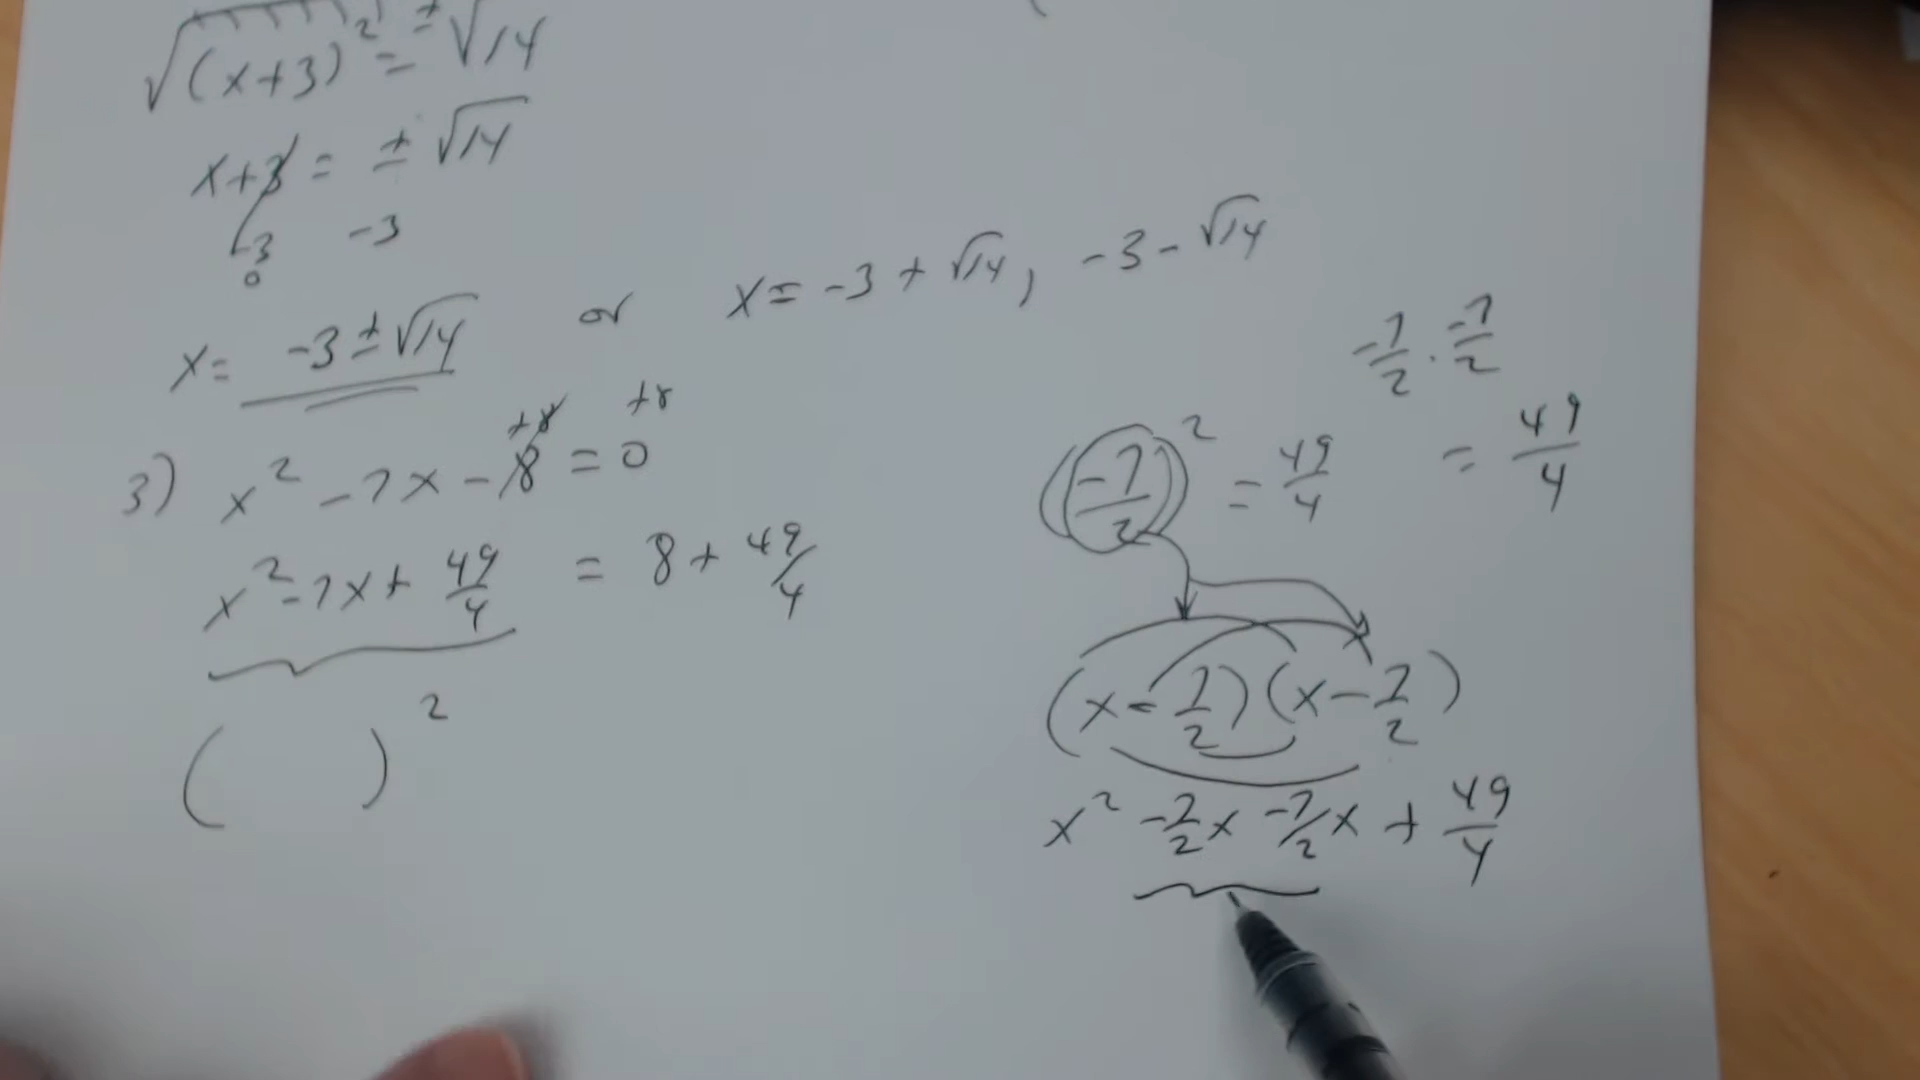 √(x+3)² = ±√14
x+3 = ±√14
-3 -3
0
x = -3±√14 or x = -3+√14, -3-√14
+8 +8
3) x² -7x -8 = 0
x² -7x + 49/4 = 8 + 49/4
( )²
-7/2 · -7/2
= 49/4
(-7/2)² = 49/4
(x - 7/2)(x - 7/2)
x² -7/2x -7/2x + 49/4